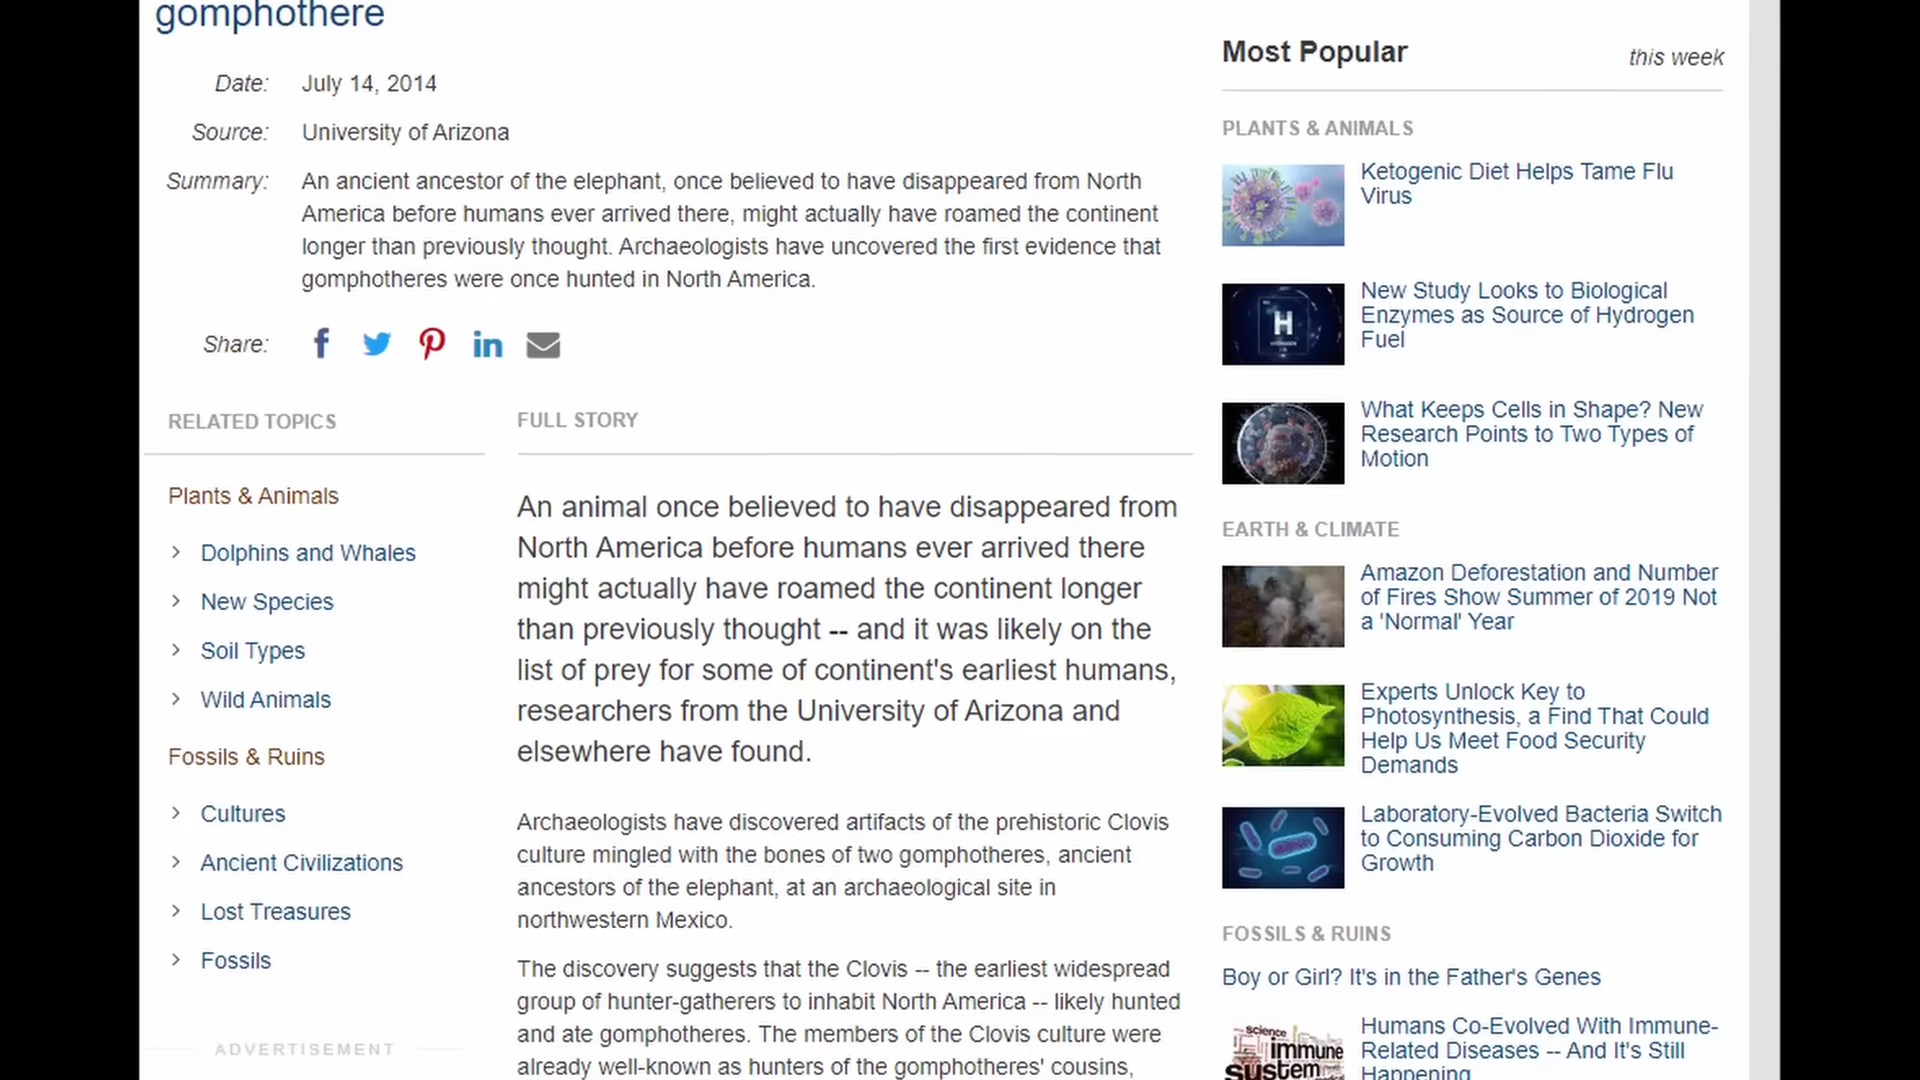 gomphothere
Date: July 14, 2014
Source: University of Arizona
Summary: An ancient ancestor of the elephant, once believed to have disappeared from North
America before humans ever arrived there, might actually have roamed the continent
longer than previously thought. Archaeologists have uncovered the first evidence that
gomphotheres were once hunted in North America.
Share:
RELATED TOPICS
Plants & Animals
Dolphins and Whales
New Species
Soil Types
Wild Animals
Fossils & Ruins
Cultures
Ancient Civilizations
Lost Treasures
Fossils
ADVERTISEMENT
FULL STORY
An animal once believed to have disappeared from
North America before humans ever arrived there
might actually have roamed the continent longer
than previously thought -- and it was likely on the
list of prey for some of continent's earliest humans,
researchers from the University of Arizona and
elsewhere have found.
Archaeologists have discovered artifacts of the prehistoric Clovis
culture mingled with the bones of two gomphotheres, ancient
ancestors of the elephant, at an archaeological site in
northwestern Mexico.
The discovery suggests that the Clovis -- the earliest widespread
group of hunter-gatherers to inhabit North America -- likely hunted
and ate gomphotheres. The members of the Clovis culture were
already well-known as hunters of the gomphotheres' cousins,
Most Popular this week
PLANTS & ANIMALS
Ketogenic Diet Helps Tame Flu
Virus
H
New Study Looks to Biological
Enzymes as Source of Hydrogen
Fuel
What Keeps Cells in Shape? New
Research Points to Two Types of
Motion
EARTH & CLIMATE
Amazon Deforestation and Number
of Fires Show Summer of 2019 Not
a 'Normal' Year
Experts Unlock Key to
Photosynthesis, a Find That Could
Help Us Meet Food Security
Demands
Laboratory-Evolved Bacteria Switch
to Consuming Carbon Dioxide for
Growth
FOSSILS & RUINS
Boy or Girl? It's in the Father's Genes
science
immune
system
Humans Co-Evolved With Immune-
Related Diseases -- And It's Still
Happening